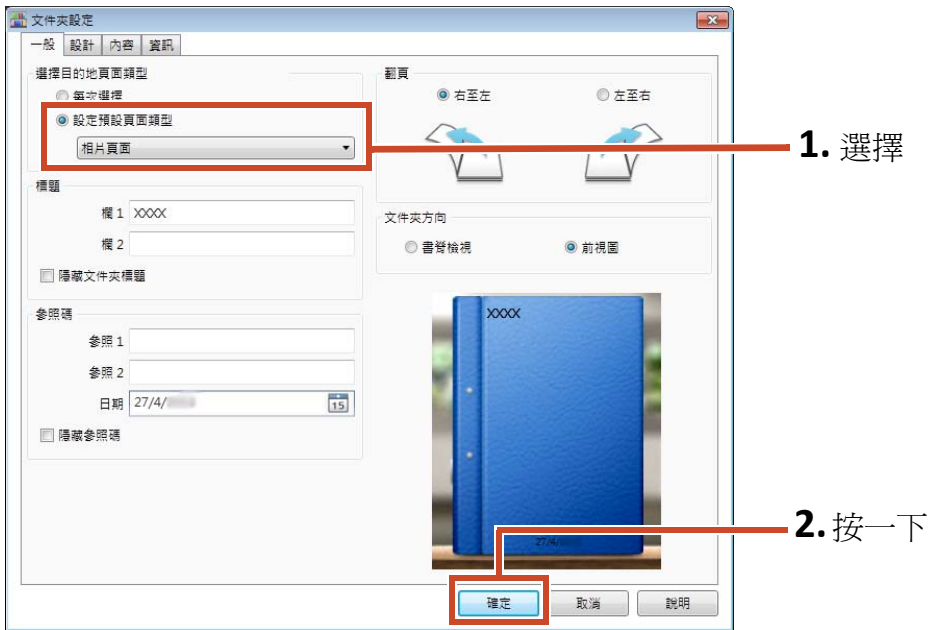 文件夾設定
一般 設計 內容 資訊
選擇目的地頁面類型
每次選擇
設定預設頁面類型
相片頁面
標題
欄 1 XXXX
欄 2
隱藏文件夾標題
參照碼
參照 1
參照 2
日期 27/4/
15
隱藏參照碼
翻頁
右至左 左至右
文件夾方向
書脊檢視 前視圖
XXXX
27/4/
確定 取消 說明
1. 選擇
2. 按一下